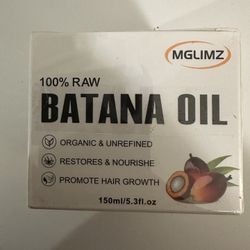 MGLIMZ
100% RAW
BATANA OIL
ORGANIC & UNREFINED
RESTORES & NOURISHE
PROMOTE HAIR GROWTH
150ml/5.3fl.oz